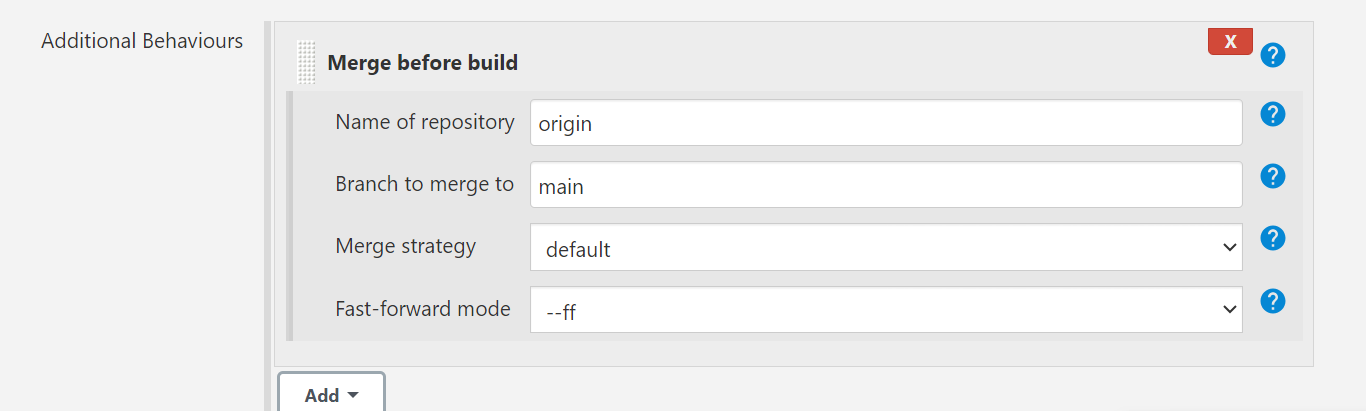 Additional Behaviours
X
?
Merge before build
Name of repository origin ?
Branch to merge to main ?
Merge strategy default ?
Fast-forward mode --ff ?
Add